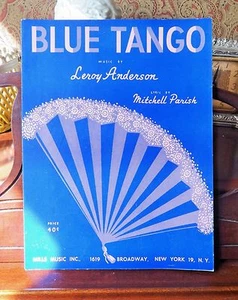 BLUE TANGO
MUSIC BY
Leroy Anderson
LYRIC BY
Mitchell Parish
PRICE
40¢
MILLS MUSIC INC., 1619 BROADWAY, NEW YORK 19, N.Y.